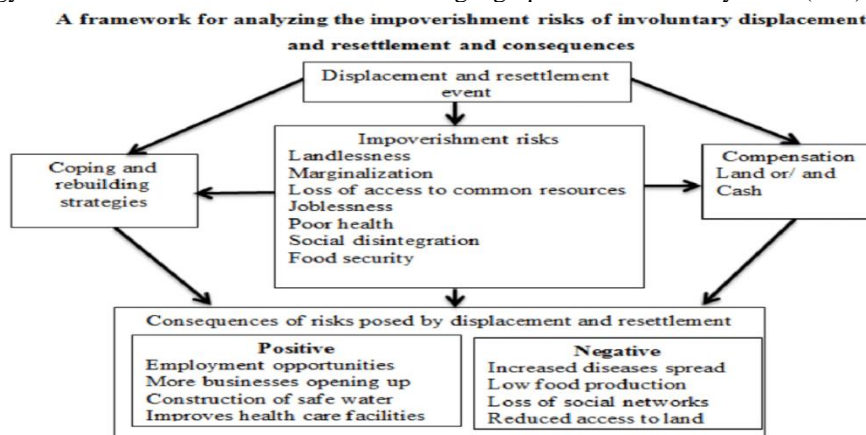 A framework for analyzing the impoverishment risks of involuntary displacement
and resettlement and consequences
Displacement and resettlement
event
Impoverishment risks
Landlessness
Marginalization
Loss of access to common resources
Joblessness
Poor health
Social disintegration
Food security
Coping and
rebuilding
strategies
Compensation
Land or/ and
Cash
Consequences of risks posed by displacement and resettlement
Positive
Employment opportunities
More businesses opening up
Construction of safe water
Improves health care facilities
Negative
Increased diseases spread
Low food production
Loss of social networks
Reduced access to land